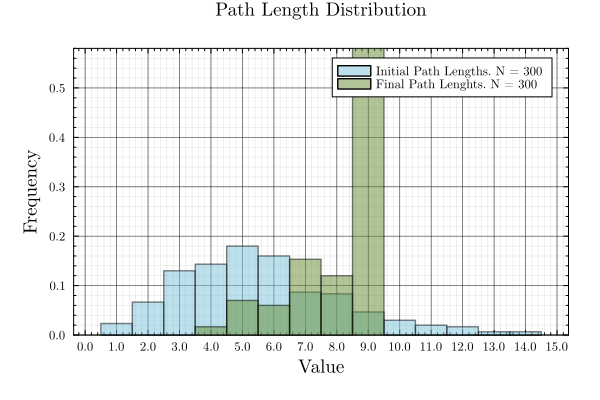 Path Length Distribution
Initial Path Lengths. N = 300
Final Path Lenghts. N = 300
Frequency
0.5
0.4
0.3
0.2
0.1
0.0
0.0 1.0 2.0 3.0 4.0 5.0 6.0 7.0 8.0 9.0 10.0 11.0 12.0 13.0 14.0 15.0
Value